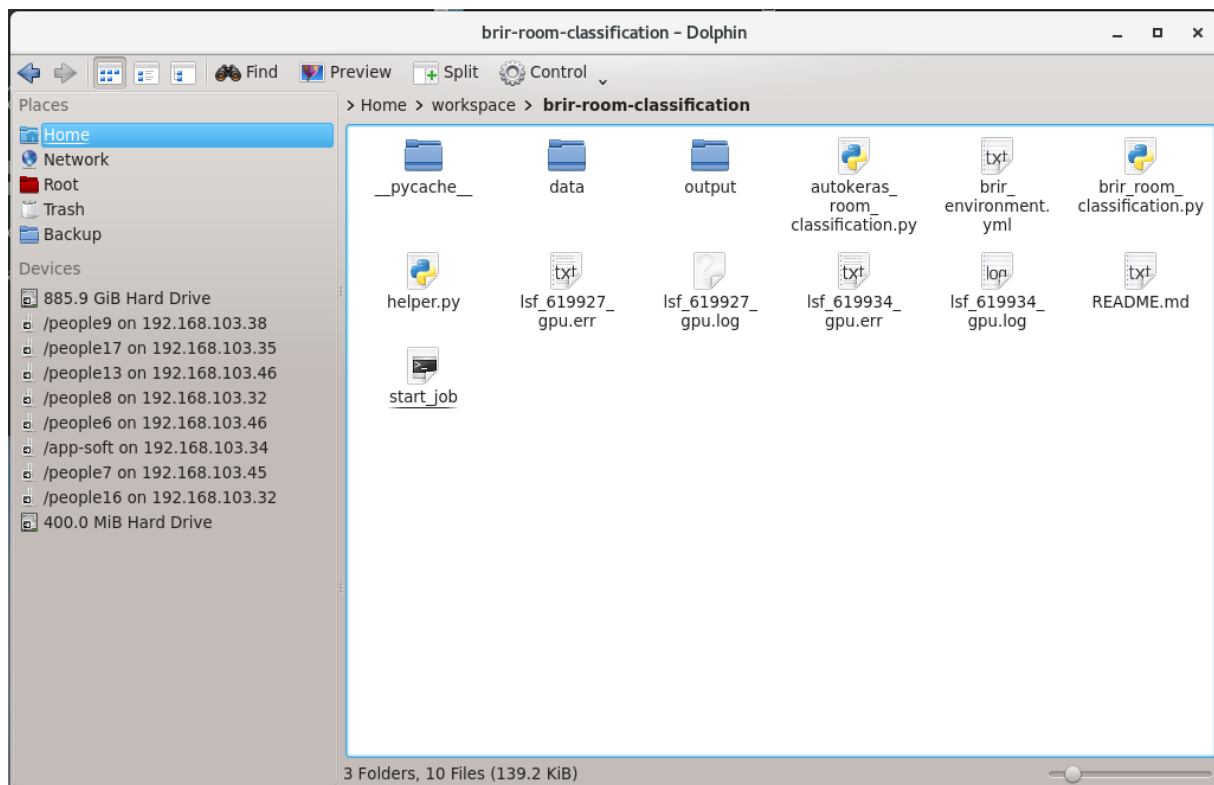 brir-room-classification – Dolphin
Find Preview Split Control
Places
> Home > workspace > brir-room-classification
Home
Network
Root
Trash
Backup
Devices
885.9 GiB Hard Drive
/people9 on 192.168.103.38
/people17 on 192.168.103.35
/people13 on 192.168.103.46
/people8 on 192.168.103.32
/people6 on 192.168.103.46
/app-soft on 192.168.103.34
/people7 on 192.168.103.45
/people16 on 192.168.103.32
400.0 MiB Hard Drive
__pycache__
data
output
autokeras_
room_
classification.py
txt
brir_
environment.
yml
brir_room_
classification.py
helper.py
txt
lsf_619927_
gpu.err
lsf_619927_
gpu.log
txt
lsf_619934_
gpu.err
log
lsf_619934_
gpu.log
txt
README.md
start_job
3 Folders, 10 Files (139.2 KiB)